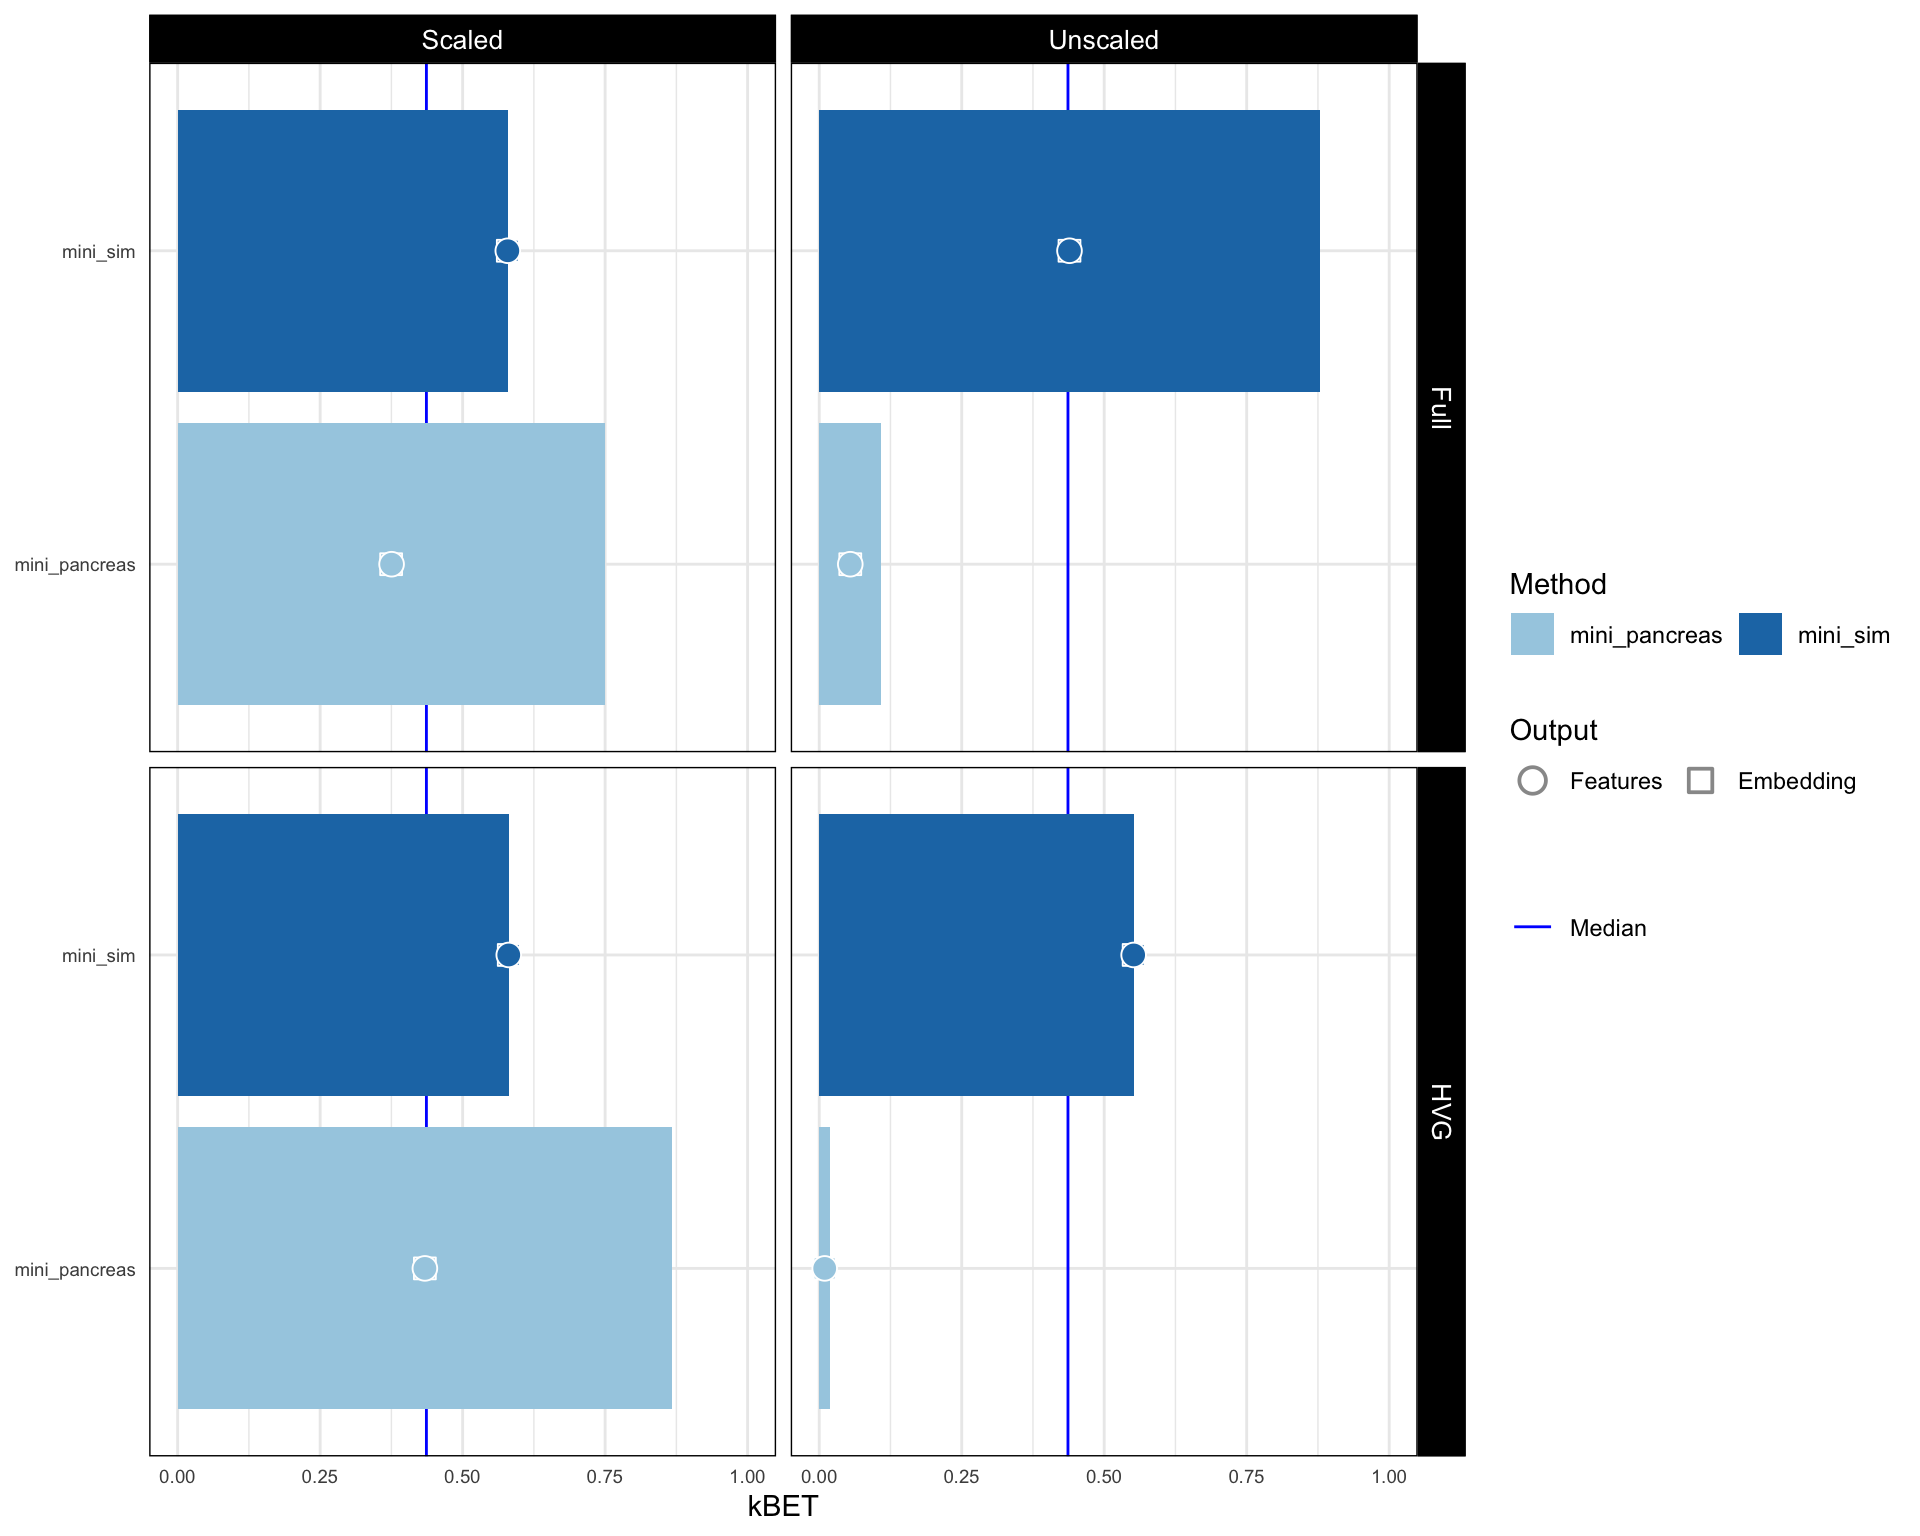 Scaled
Unscaled
mini_sim
mini_pancreas
Full
mini_sim
mini_pancreas
HVG
0.00 0.25 0.50 0.75 1.00
0.00 0.25 0.50 0.75 1.00
kBET
Method
mini_pancreas mini_sim
Output
Features Embedding
Median